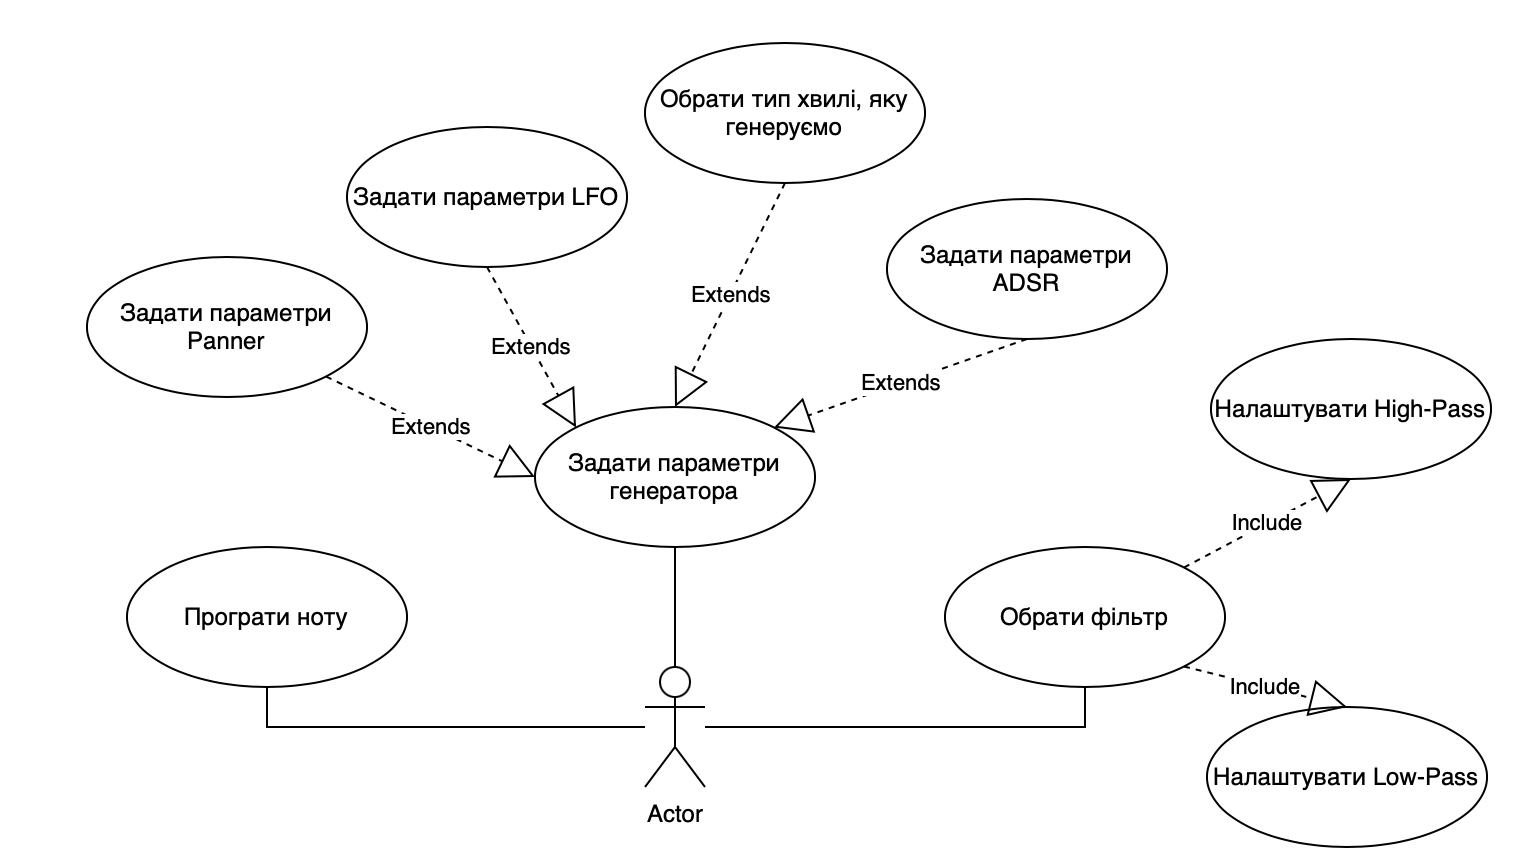 Обрати тип хвилі, яку
генеруємо
Задати параметри LFO
Задати параметри
ADSR
Задати параметри
Panner
Extends
Extends
Extends
Extends
Налаштувати High-Pass
Задати параметри
генератора
Include
Програти ноту
Обрати фільтр
Include
Налаштувати Low-Pass
Actor